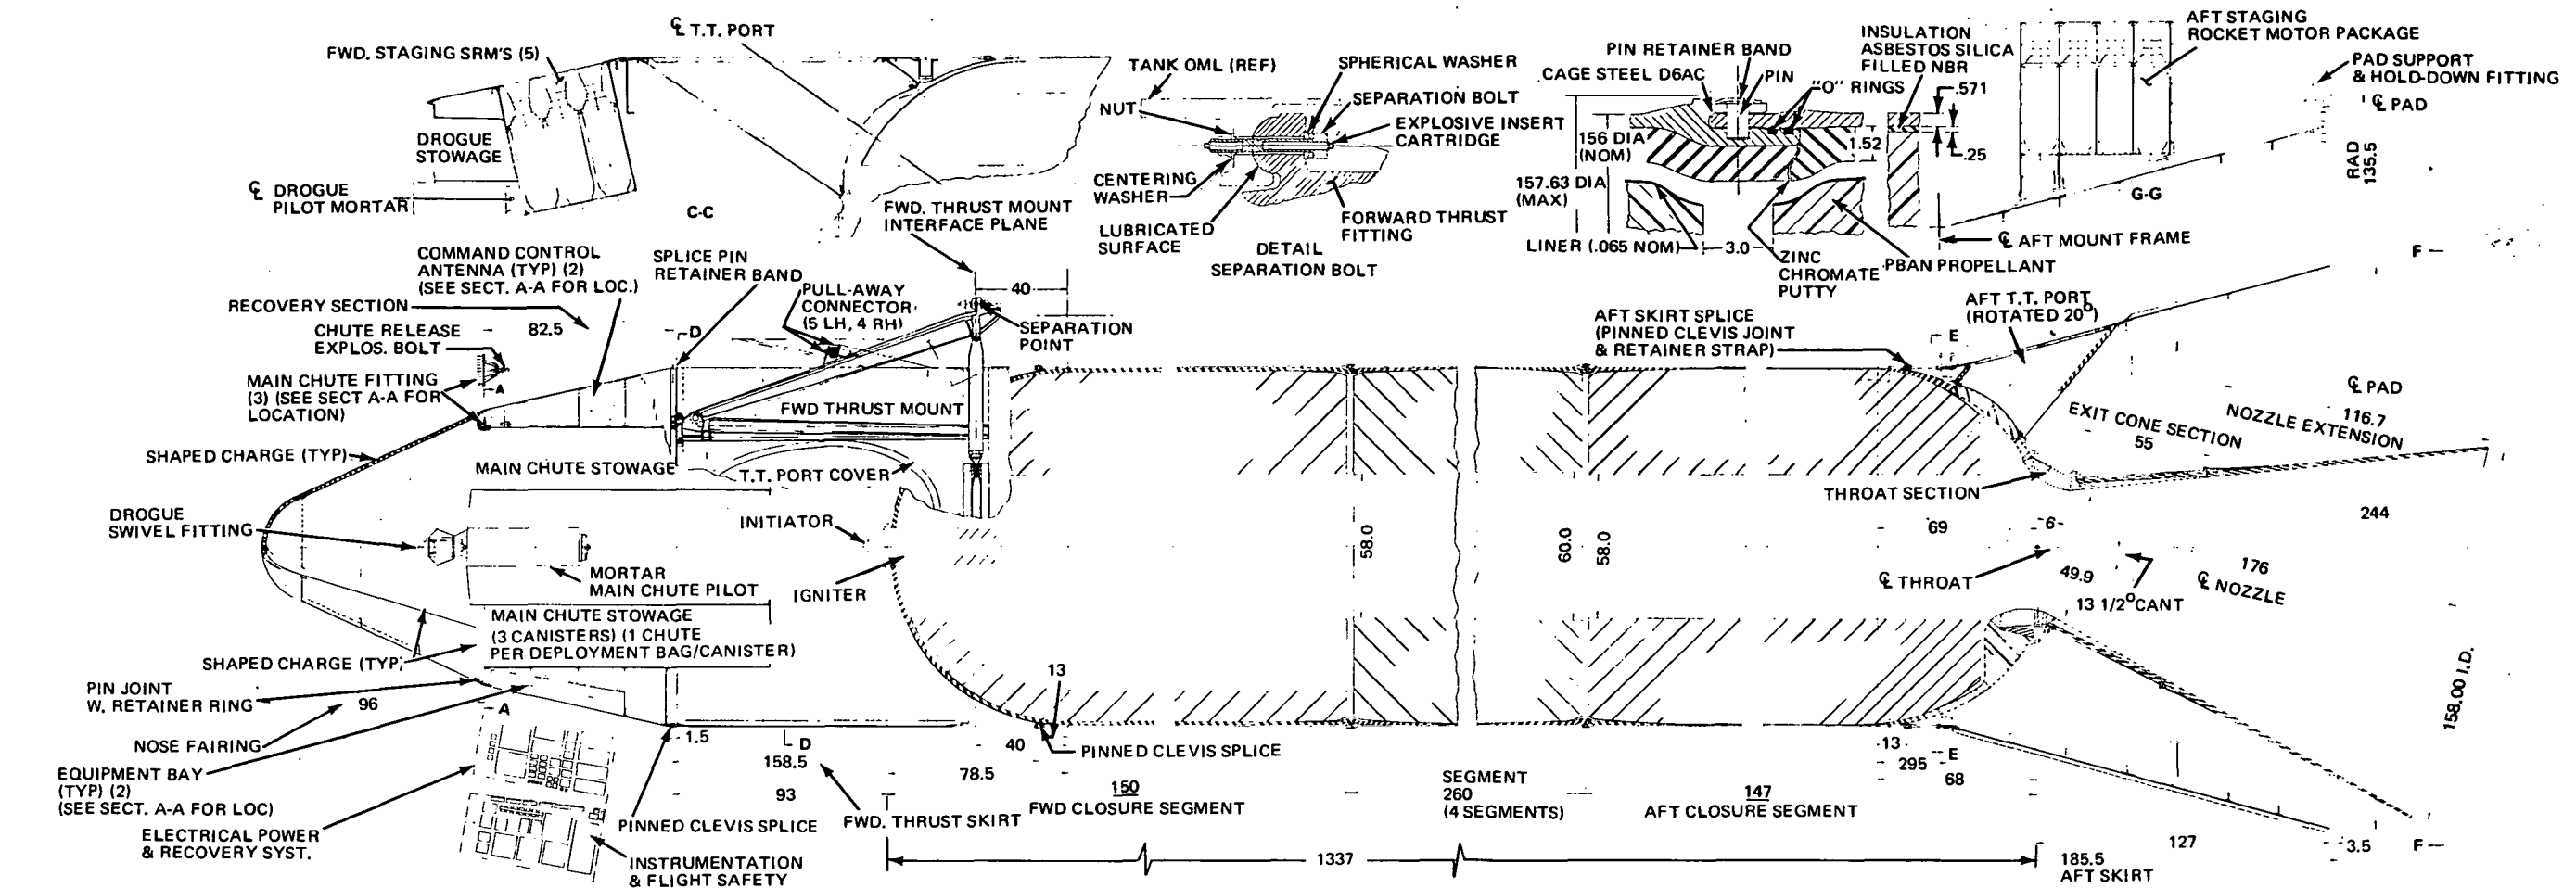 ℄ T.T. PORT
FWD. STAGING SRM'S (5)
DROGUE
STOWAGE
℄ DROGUE
PILOT MORTAR
C-C
TANK OML (REF)
NUT
SPHERICAL WASHER
SEPARATION BOLT
EXPLOSIVE INSERT
CARTRIDGE
CENTERING
WASHER
LUBRICATED
SURFACE
FORWARD THRUST
FITTING
DETAIL
SEPARATION BOLT
PIN RETAINER BAND
CAGE STEEL D6AC
PIN
"O" RINGS
INSULATION
ASBESTOS SILICA
FILLED NBR
.571
1.52
.25
156 DIA
(NOM)
157.63 DIA
(MAX)
LINER (.065 NOM)
3.0
ZINC
CHROMATE
PUTTY
PBAN PROPELLANT
AFT STAGING
ROCKET MOTOR PACKAGE
PAD SUPPORT
& HOLD-DOWN FITTING
℄ PAD
RAD
135.5
G-G
℄ AFT MOUNT FRAME
F
FWD. THRUST MOUNT
INTERFACE PLANE
COMMAND CONTROL
ANTENNA (TYP) (2)
(SEE SECT. A-A FOR LOC.)
SPLICE PIN
RETAINER BAND
RECOVERY SECTION
82.5
D
PULL-AWAY
CONNECTOR
(5 LH, 4 RH)
40
SEPARATION
POINT
CHUTE RELEASE
EXPLOS. BOLT
A
MAIN CHUTE FITTING
(3) (SEE SECT A-A FOR
LOCATION)
FWD THRUST MOUNT
SHAPED CHARGE (TYP)
MAIN CHUTE STOWAGE
T.T. PORT COVER
DROGUE
SWIVEL FITTING
INITIATOR
MORTAR
MAIN CHUTE PILOT
IGNITER
MAIN CHUTE STOWAGE
(3 CANISTERS) (1 CHUTE
PER DEPLOYMENT BAG/CANISTER)
SHAPED CHARGE (TYP)
PIN JOINT
W. RETAINER RING
96
A
NOSE FAIRING
EQUIPMENT BAY
(TYP) (2)
(SEE SECT. A-A FOR LOC)
ELECTRICAL POWER
& RECOVERY SYST.
INSTRUMENTATION
& FLIGHT SAFETY
PINNED CLEVIS SPLICE
1.5
D
158.5
93
FWD. THRUST SKIRT
13
40
78.5
PINNED CLEVIS SPLICE
150
FWD CLOSURE SEGMENT
1337
58.0
60.0
58.0
SEGMENT
260
(4 SEGMENTS)
147
AFT CLOSURE SEGMENT
AFT SKIRT SPLICE
(PINNED CLEVIS JOINT
& RETAINER STRAP)
E
AFT T.T. PORT
(ROTATED 20°)
℄ PAD
EXIT CONE SECTION
55
NOZZLE EXTENSION
116.7
THROAT SECTION
69
6
244
℄ THROAT
49.9
176
℄ NOZZLE
13 1/2° CANT
158.00 I.D.
13
295
E
68
127
3.5
F
185.5
AFT SKIRT